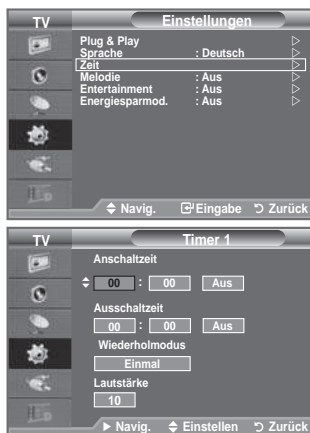 TV Einstellungen
Plug & Play
Sprache : Deutsch
Zeit
Melodie : Aus
Entertainment : Aus
Energiesparmod. : Aus
Navig. Eingabe Zurück
TV Timer 1
Anschaltzeit
00 : 00 Aus
Ausschaltzeit
00 : 00 Aus
Wiederholmodus
Einmal
Lautstärke
10
Navig. Einstellen Zurück